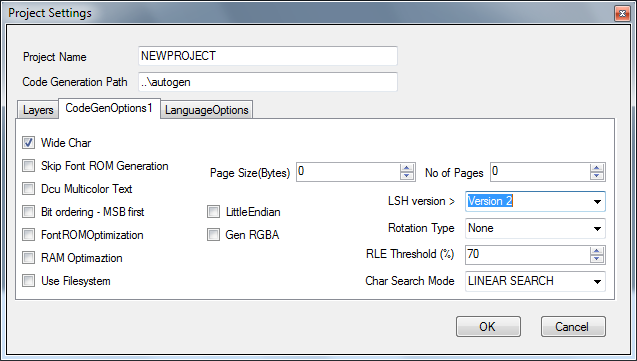 Project Settings
Project Name NEWPROJECT
Code Generation Path ..\autogen
Layers CodeGenOptions1 LanguageOptions
Wide Char
Skip Font ROM Generation Page Size(Bytes) 0 No of Pages 0
Dcu Multicolor Text LSH version > Version 2
Bit ordering - MSB first LittleEndian
FontROMOptimization Gen RGBA Rotation Type None
RAM Optimaztion RLE Threshold (%) 70
Use Filesystem Char Search Mode LINEAR SEARCH
OK Cancel